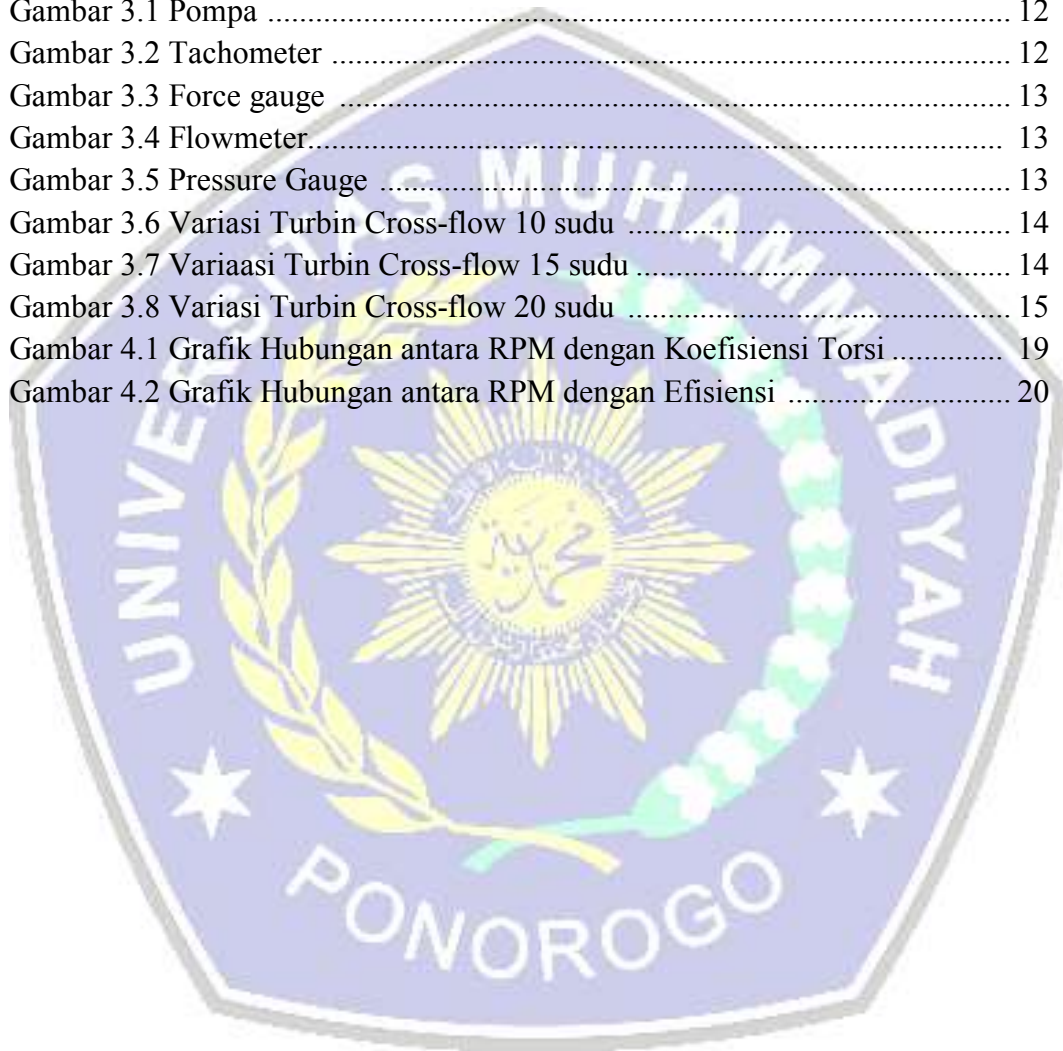 Gambar 3.1 Pompa ........................................................................................... 12
Gambar 3.2 Tachometer ................................................................................... 12
Gambar 3.3 Force gauge .................................................................................. 13
Gambar 3.4 Flowmeter...................................................................................... 13
Gambar 3.5 Pressure Gauge ............................................................................. 13
Gambar 3.6 Variasi Turbin Cross-flow 10 sudu ............................................... 14
Gambar 3.7 Variaasi Turbin Cross-flow 15 sudu .............................................. 14
Gambar 3.8 Variasi Turbin Cross-flow 20 sudu ............................................... 15
Gambar 4.1 Grafik Hubungan antara RPM dengan Koefisiensi Torsi .............. 19
Gambar 4.2 Grafik Hubungan antara RPM dengan Efisiensi ........................... 20
UNIVERSITAS MUHAMMADIYAH
PONOROGO